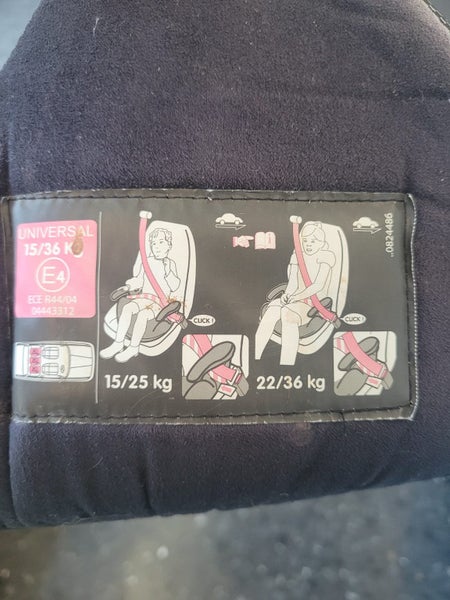 UNIVERSAL
15/36 KG
E4
ECE R44/04
04443312
CLICK !
15/25 kg
CLICK !
22/36 kg
..0824486